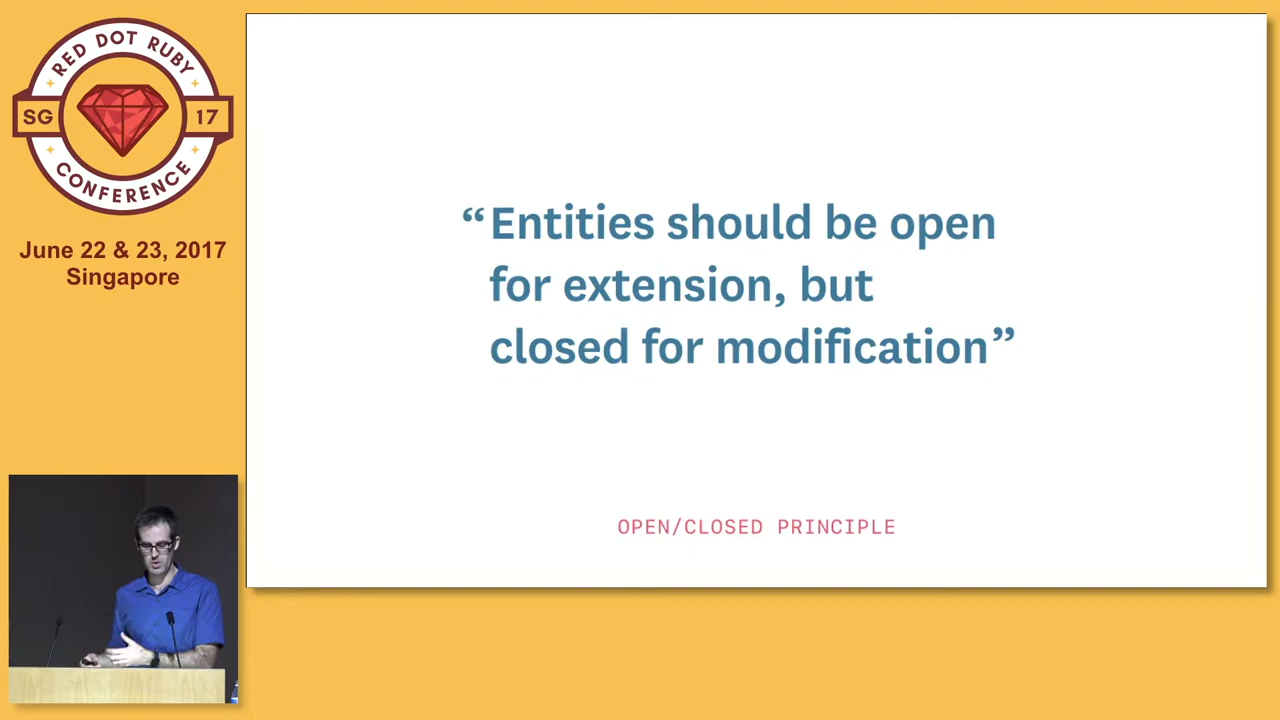 RED DOT RUBY
SG 17
CONFERENCE
June 22 & 23, 2017
Singapore
“Entities should be open
for extension, but
closed for modification”
OPEN/CLOSED PRINCIPLE